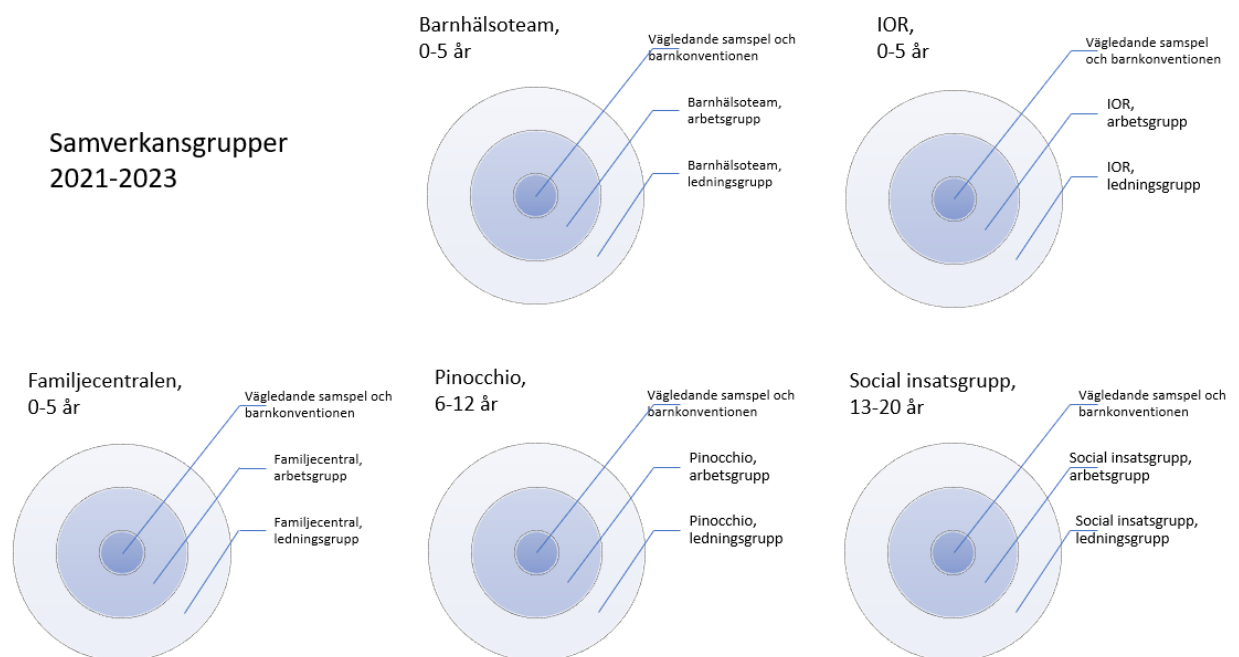 Samverkansgrupper
2021-2023
Barnhälsoteam,
0-5 år
Vägledande samspel och
barnkonventionen
Barnhälsoteam,
arbetsgrupp
Barnhälsoteam,
ledningsgrupp
IOR,
0-5 år
Vägledande samspel
och barnkonventionen
IOR,
arbetsgrupp
IOR,
ledningsgrupp
Familjecentralen,
0-5 år
Vägledande samspel och
barnkonventionen
Familjecentral,
arbetsgrupp
Familjecentral,
ledningsgrupp
Pinocchio,
6-12 år
Vägledande samspel och
barnkonventionen
Pinocchio,
arbetsgrupp
Pinocchio,
ledningsgrupp
Social insatsgrupp,
13-20 år
Vägledande samspel och
barnkonventionen
Social insatsgrupp,
arbetsgrupp
Social insatsgrupp,
ledningsgrupp